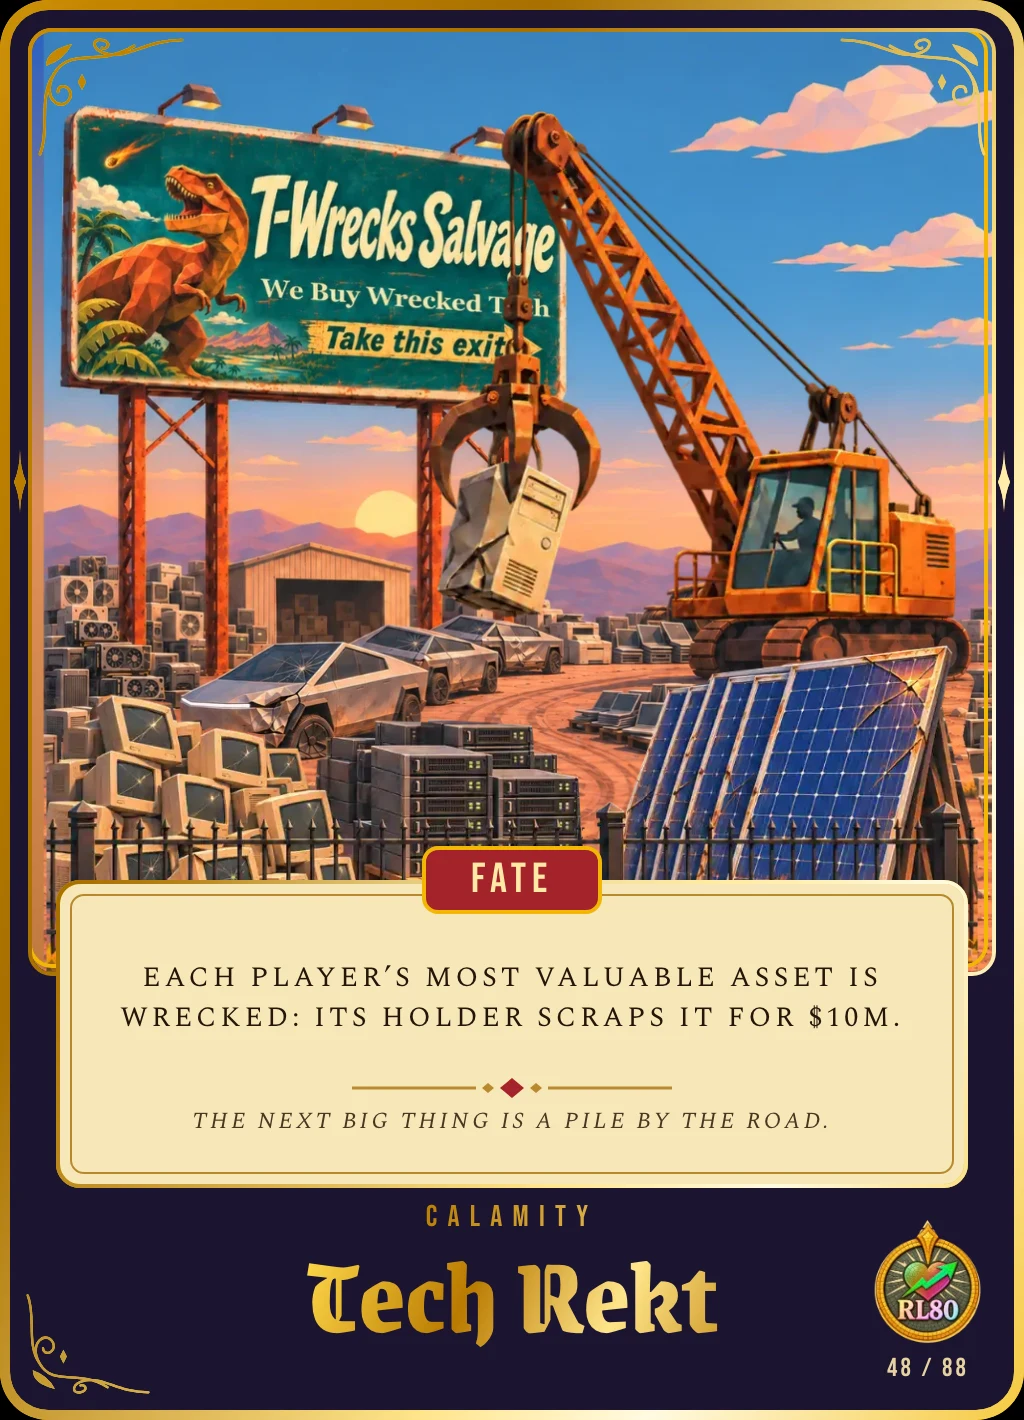 T-Wrecks Salvage
We Buy Wrecked T h
Take this exit
FATE
EACH PLAYER'S MOST VALUABLE ASSET IS
WRECKED: ITS HOLDER SCRAPS IT FOR $10M.
THE NEXT BIG THING IS A PILE BY THE ROAD.
CALAMITY
Tech Rekt
RL80
48 / 88